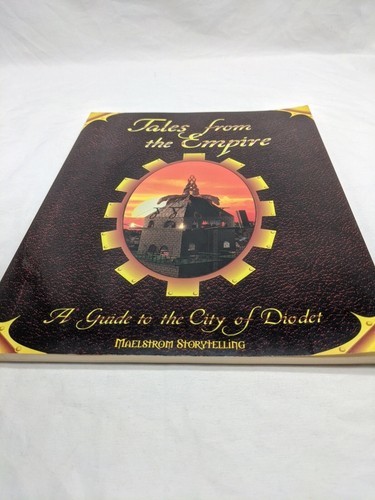 Tales from
the Empire
A Guide to the City of Diodet
MAELSTROM STORYTELLING